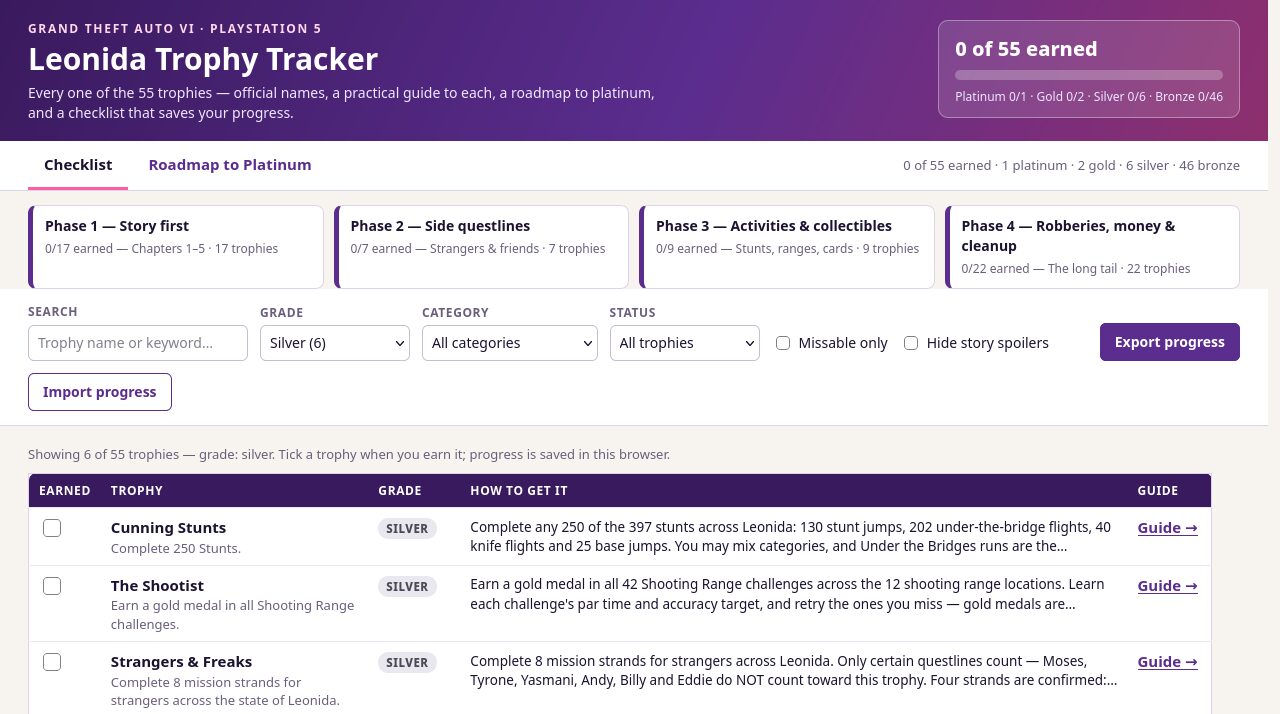 GRAND THEFT AUTO VI · PLAYSTATION 5
Leonida Trophy Tracker
Every one of the 55 trophies — official names, a practical guide to each, a roadmap to platinum,
and a checklist that saves your progress.
0 of 55 earned
Platinum 0/1 · Gold 0/2 · Silver 0/6 · Bronze 0/46
Checklist
Roadmap to Platinum
0 of 55 earned · 1 platinum · 2 gold · 6 silver · 46 bronze
Phase 1 — Story first
0/17 earned — Chapters 1–5 · 17 trophies
Phase 2 — Side questlines
0/7 earned — Strangers & friends · 7 trophies
Phase 3 — Activities & collectibles
0/9 earned — Stunts, ranges, cards · 9 trophies
Phase 4 — Robberies, money &
cleanup
0/22 earned — The long tail · 22 trophies
SEARCH
Trophy name or keyword...
GRADE
Silver (6)
CATEGORY
All categories
STATUS
All trophies
Missable only
Hide story spoilers
Export progress
Import progress
Showing 6 of 55 trophies — grade: silver. Tick a trophy when you earn it; progress is saved in this browser.
EARNED TROPHY GRADE HOW TO GET IT GUIDE
Cunning Stunts
Complete 250 Stunts.
SILVER
Complete any 250 of the 397 stunts across Leonida: 130 stunt jumps, 202 under-the-bridge flights, 40
knife flights and 25 base jumps. You may mix categories, and Under the Bridges runs are the...
Guide →
The Shootist
Earn a gold medal in all Shooting Range
challenges.
SILVER
Earn a gold medal in all 42 Shooting Range challenges across the 12 shooting range locations. Learn
each challenge's par time and accuracy target, and retry the ones you miss — gold medals are...
Guide →
Strangers & Freaks
Complete 8 mission strands for
strangers across the state of Leonida.
SILVER
Complete 8 mission strands for strangers across Leonida. Only certain questlines count — Moses,
Tyrone, Yasmani, Andy, Billy and Eddie do NOT count toward this trophy. Four strands are confirmed:...
Guide →